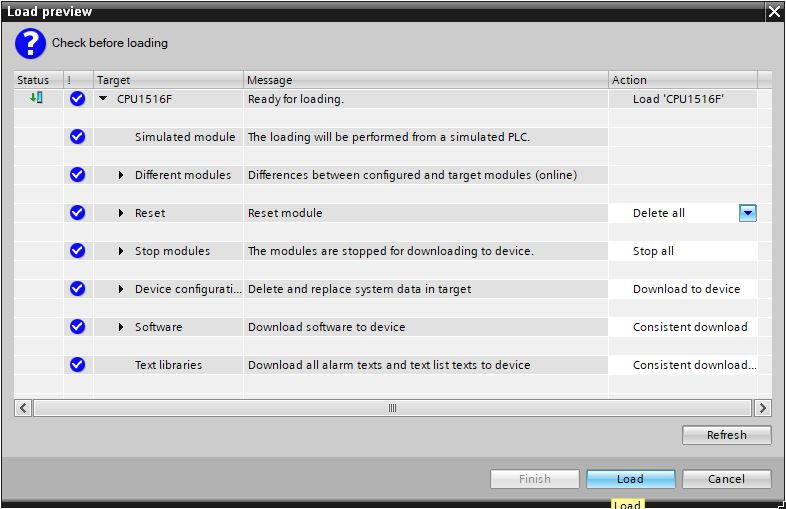 Load preview
?
Check before loading
Status ! Target Message Action
CPU1516F Ready for loading. Load 'CPU1516F'
Simulated module The loading will be performed from a simulated PLC.
Different modules Differences between configured and target modules (online)
Reset Reset module Delete all
Stop modules The modules are stopped for downloading to device. Stop all
Device configurati... Delete and replace system data in target Download to device
Software Download software to device Consistent download
Text libraries Download all alarm texts and text list texts to device Consistent download...
Refresh
Finish Load Cancel
Load